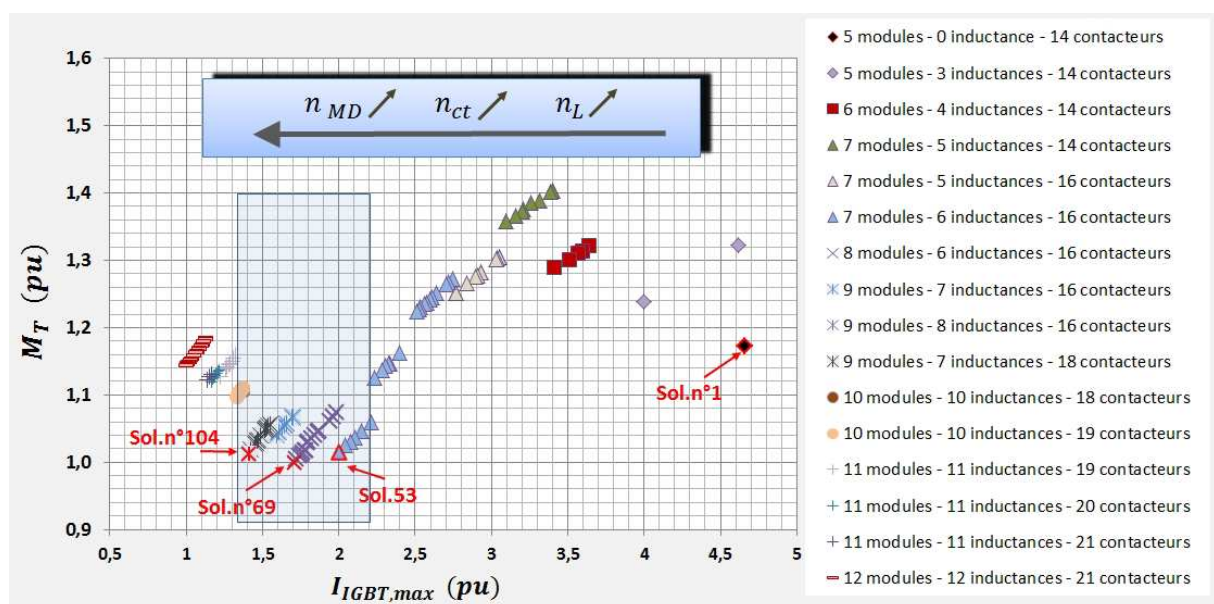 1,6
1,5
1,4
1,3
1,2
1,1
1,0
0,9
M_T (pu)
n_MD n_ct n_L
Sol.n°1
Sol.n°104
Sol.n°69
Sol.53
0,5 1 1,5 2 2,5 3 3,5 4 4,5 5
I_IGBT,max (pu)
5 modules - 0 inductance - 14 contacteurs
5 modules - 3 inductances - 14 contacteurs
6 modules - 4 inductances - 14 contacteurs
7 modules - 5 inductances - 14 contacteurs
7 modules - 5 inductances - 16 contacteurs
7 modules - 6 inductances - 16 contacteurs
8 modules - 6 inductances - 16 contacteurs
9 modules - 7 inductances - 16 contacteurs
9 modules - 8 inductances - 16 contacteurs
9 modules - 7 inductances - 18 contacteurs
10 modules - 10 inductances - 18 contacteurs
10 modules - 10 inductances - 19 contacteurs
11 modules - 11 inductances - 19 contacteurs
11 modules - 11 inductances - 20 contacteurs
11 modules - 11 inductances - 21 contacteurs
12 modules - 12 inductances - 21 contacteurs